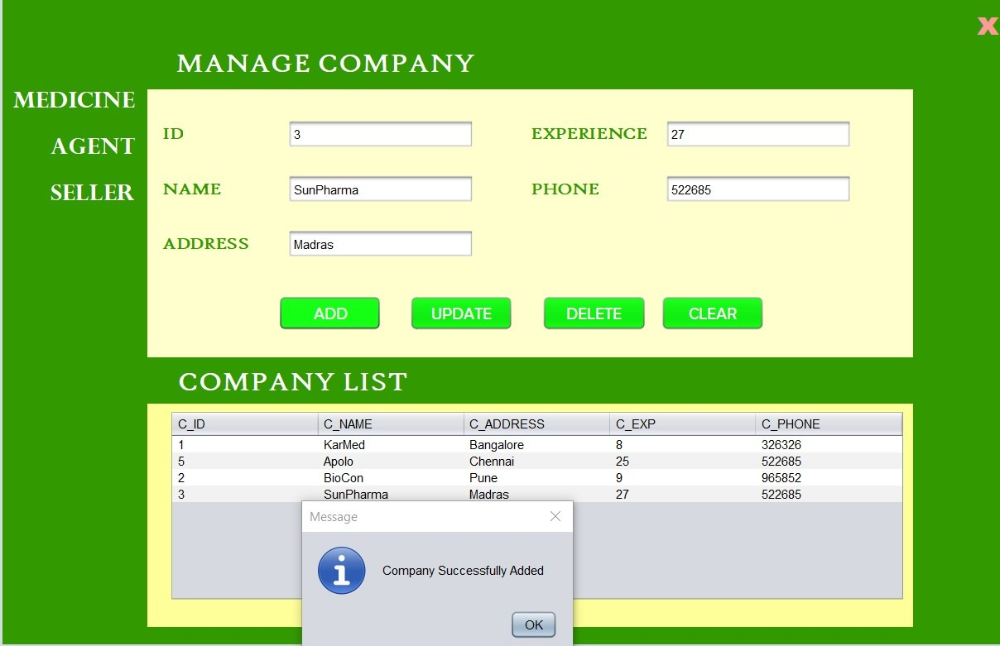 X
MANAGE COMPANY
MEDICINE
AGENT
SELLER
ID 3 EXPERIENCE 27
NAME SunPharma PHONE 522685
ADDRESS Madras
ADD UPDATE DELETE CLEAR
COMPANY LIST
C_ID C_NAME C_ADDRESS C_EXP C_PHONE
1 KarMed Bangalore 8 326326
5 Apolo Chennai 25 522685
2 BioCon Pune 9 965852
3 SunPharma Madras 27 522685
Message
Company Successfully Added
OK